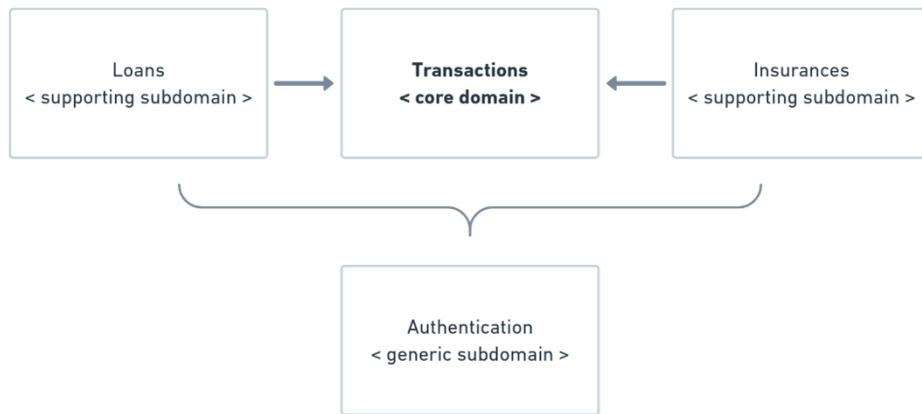 Loans
< supporting subdomain >
Transactions
< core domain >
Insurances
< supporting subdomain >
Authentication
< generic subdomain >